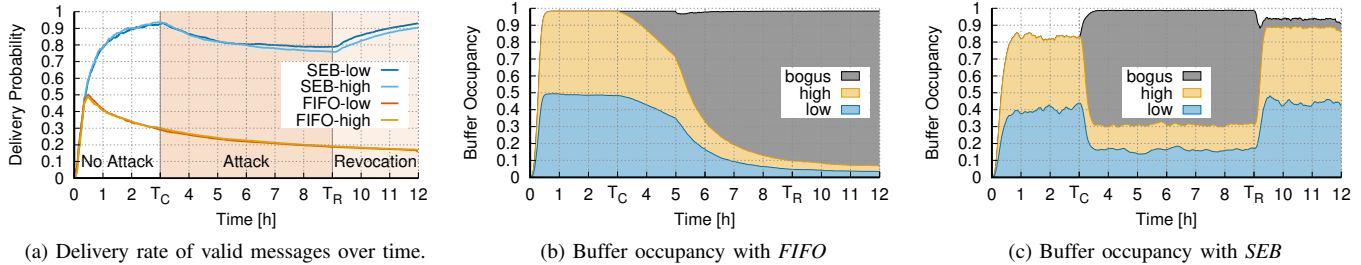 Delivery Probability
1
0.9
0.8
0.7
0.6
0.5
0.4
0.3
0.2
0.1
0
SEB-low
SEB-high
FIFO-low
FIFO-high
No Attack
Attack
Revocation
0 1 2 T_C 4 5 6 7 8 T_R 10 11 12
Time [h]
(a) Delivery rate of valid messages over time.
Buffer Occupancy
1
0.9
0.8
0.7
0.6
0.5
0.4
0.3
0.2
0.1
0
bogus
high
low
0 1 2 T_C 4 5 6 7 8 T_R 10 11 12
Time [h]
(b) Buffer occupancy with FIFO
Buffer Occupancy
1
0.9
0.8
0.7
0.6
0.5
0.4
0.3
0.2
0.1
0
bogus
high
low
0 1 2 T_C 4 5 6 7 8 T_R 10 11 12
Time [h]
(c) Buffer occupancy with SEB